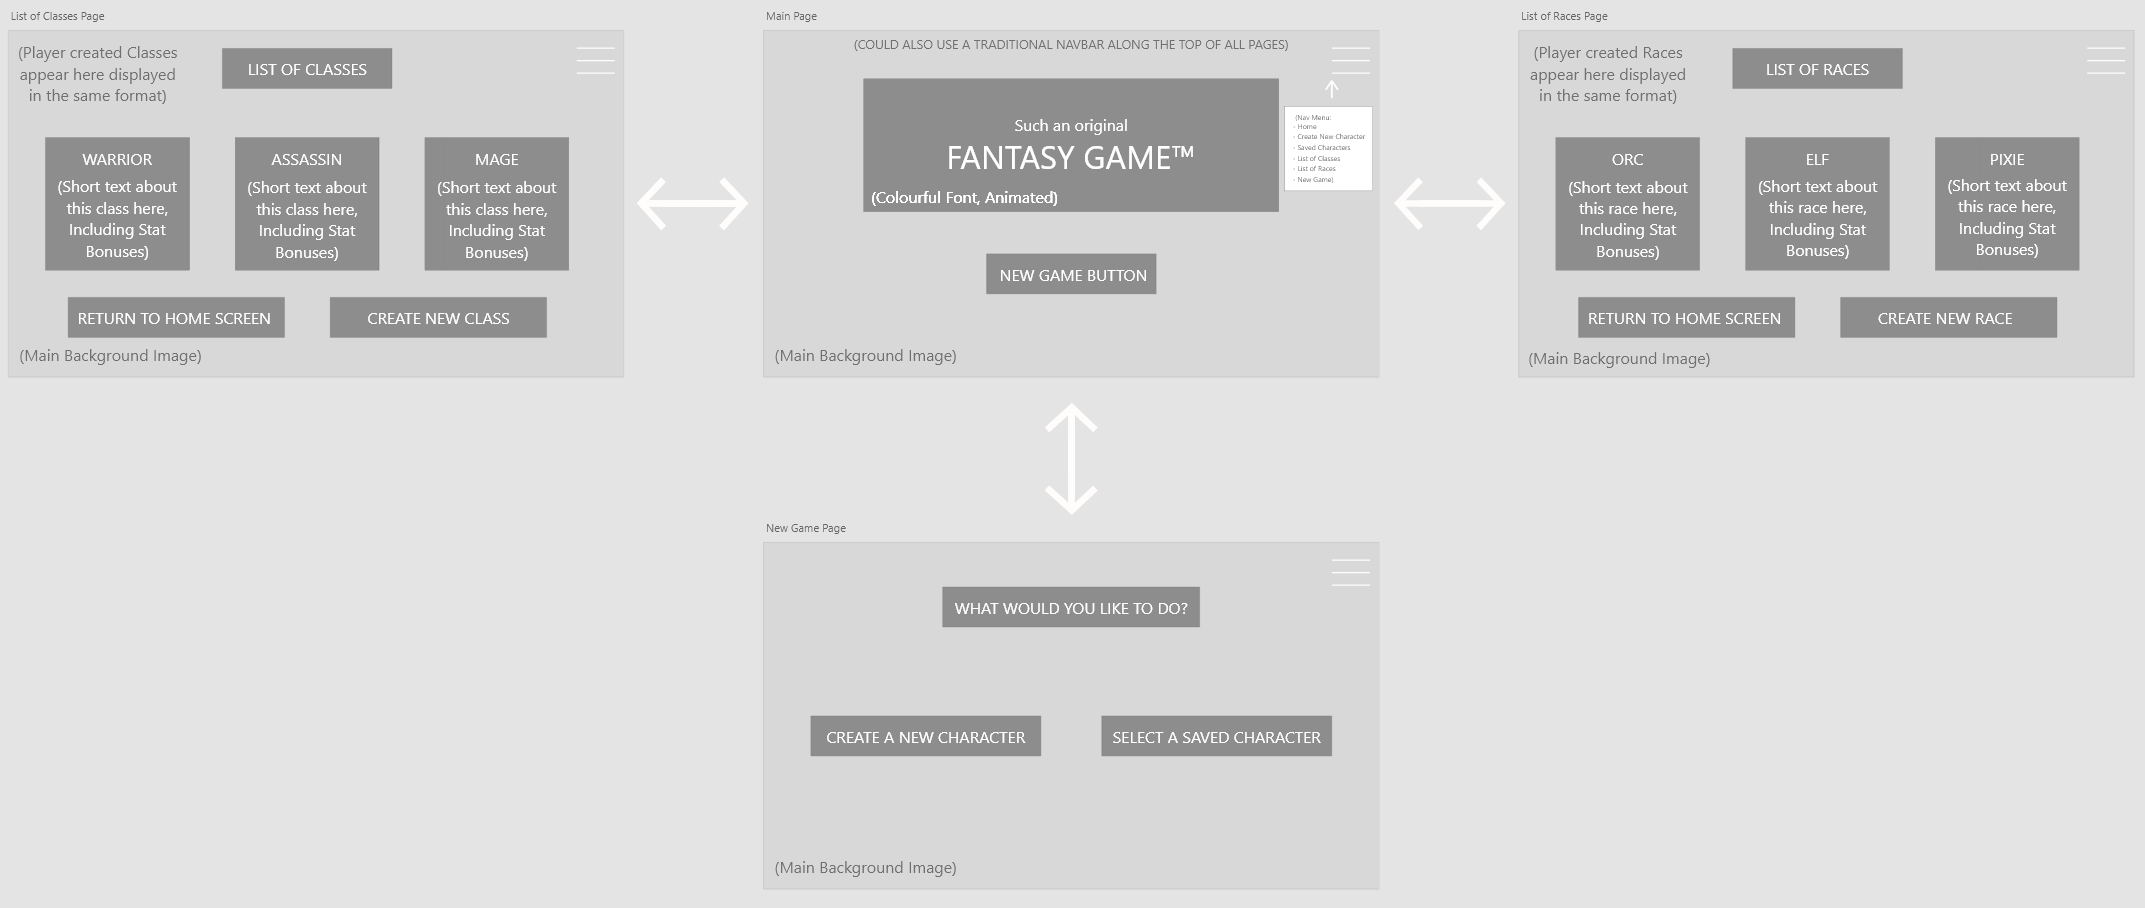 List of Classes Page
(Player created Classes
appear here displayed
in the same format)
LIST OF CLASSES
WARRIOR
(Short text about
this class here,
Including Stat
Bonuses)
ASSASSIN
(Short text about
this class here,
Including Stat
Bonuses)
MAGE
(Short text about
this class here,
Including Stat
Bonuses)
RETURN TO HOME SCREEN
CREATE NEW CLASS
(Main Background Image)
Main Page
(COULD ALSO USE A TRADITIONAL NAVBAR ALONG THE TOP OF ALL PAGES)
Such an original
FANTASY GAME™
(Colourful Font, Animated)
(Nav Menu:
- Home
- Create New Character
- Saved Characters
- List of Classes
- List of Races
- New Game)
NEW GAME BUTTON
(Main Background Image)
List of Races Page
(Player created Races
appear here displayed
in the same format)
LIST OF RACES
ORC
(Short text about
this race here,
Including Stat
Bonuses)
ELF
(Short text about
this race here,
Including Stat
Bonuses)
PIXIE
(Short text about
this race here,
Including Stat
Bonuses)
RETURN TO HOME SCREEN
CREATE NEW RACE
(Main Background Image)
New Game Page
WHAT WOULD YOU LIKE TO DO?
CREATE A NEW CHARACTER
SELECT A SAVED CHARACTER
(Main Background Image)